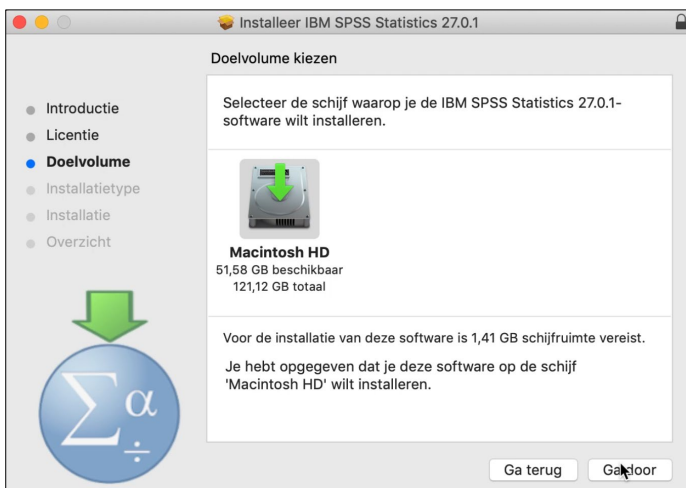 Installeer IBM SPSS Statistics 27.0.1
Doelvolume kiezen
Introductie
Licentie
Doelvolume
Installatietype
Installatie
Overzicht
Selecteer de schijf waarop je de IBM SPSS Statistics 27.0.1-
software wilt installeren.
Macintosh HD
51,58 GB beschikbaar
121,12 GB totaal
Voor de installatie van deze software is 1,41 GB schijfruimte vereist.
Je hebt opgegeven dat je deze software op de schijf
'Macintosh HD' wilt installeren.
Σα
÷
Ga terug
Ga door